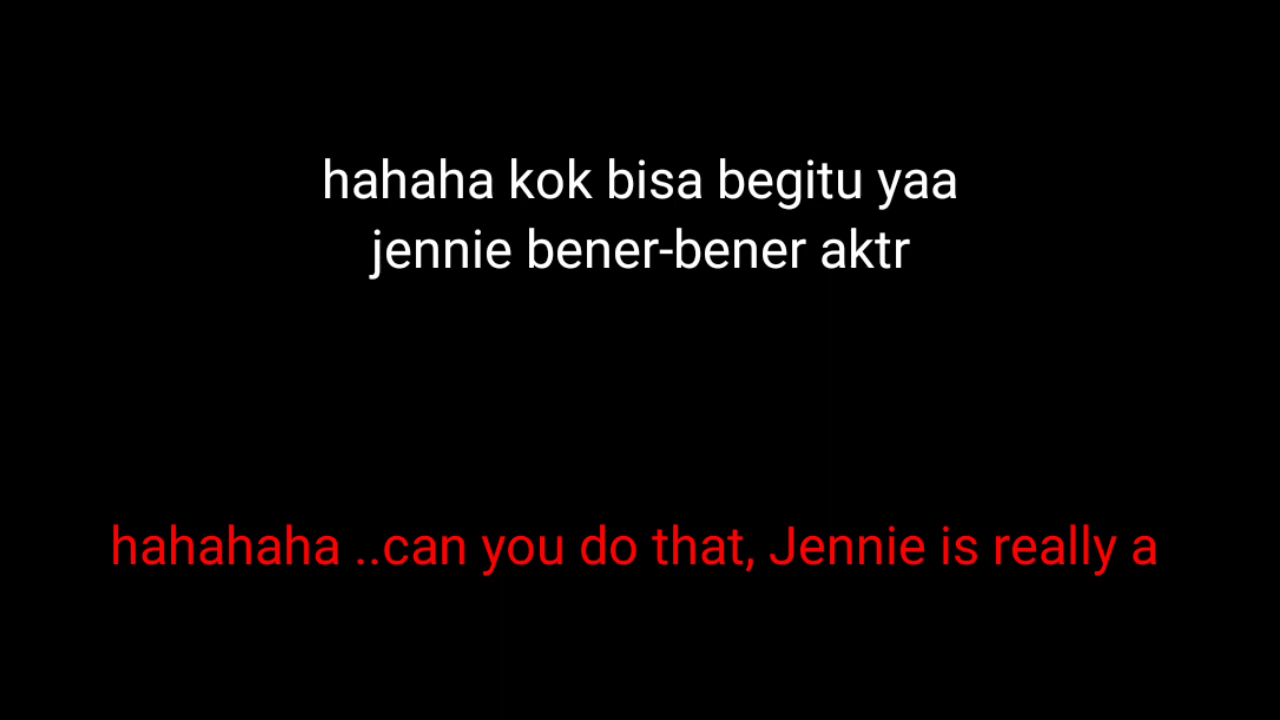 hahaha kok bisa begitu yaa
jennie bener-bener aktr
hahahaha ..can you do that, Jennie is really a